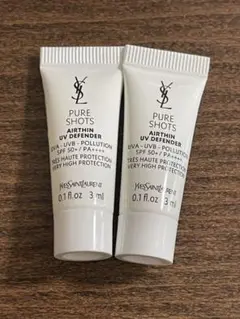 YSL
PURE
SHOTS
AIRTHIN
UV DEFENDER
UVA - UVB - POLLUTION
SPF 50+ / PA++++
TRÈS HAUTE PROTECTION
VERY HIGH PROTECTION
YVESSAINTLAURENT
0.1 fl.oz 3 ml
YSL
PURE
SHOTS
AIRTHIN
UV DEFENDER
UVA - UVB - POLLUTION
SPF 50+ / PA++++
TRÈS HAUTE PROTECTION
VERY HIGH PROTECTION
YVESSAINTLAURENT
0.1 fl.oz 3 ml